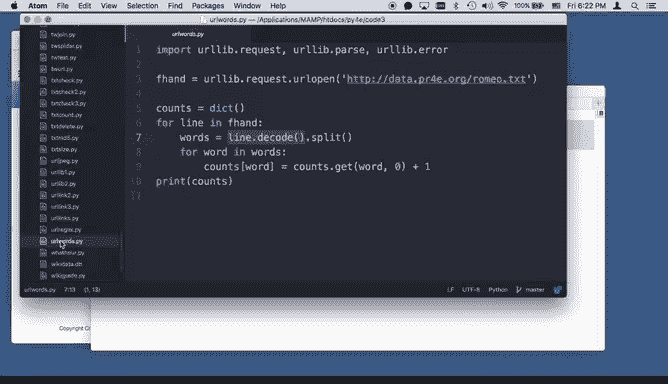 Atom File Edit View Selection Find Packages Window Help
100% Fri 6:22 PM
urlwords.py — /Applications/MAMP/htdocs/py4e/code3
urlwords.py
twjoin.py
twspider.py
twtest.py
twurl.py
txtcheck.py
txtcheck2.py
txtcheck3.py
txtcount.py
txtdelete.py
txtsize.py
urljpeg.py
urllib1.py
urllib2.py
urllink2.py
urllink3.py
urllinks.py
urlregex.py
urlwords.py
wikidata.db
wikigrade.py
1 import urllib.request, urllib.parse, urllib.error
2
3 fhand = urllib.request.urlopen('http://data.pr4e.org/romeo.txt')
4
5 counts = dict()
6 for line in fhand:
7 words = line.decode().split()
8 for word in words:
9 counts[word] = counts.get(word, 0) + 1
10 print(counts)
11
urlwords.py 7:13 (1, 13)
LF UTF-8 Python master
Copyright